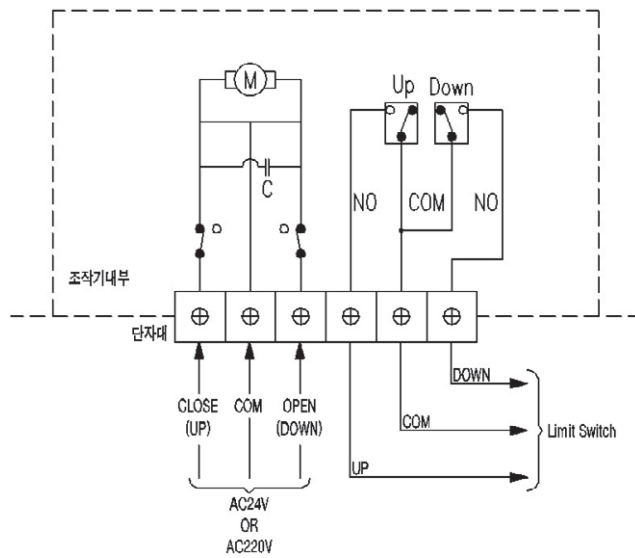 M
Up Down
C
NO COM NO
조작기내부
단자대
CLOSE
(UP)
COM
OPEN
(DOWN)
DOWN
COM
UP
Limit Switch
AC24V
OR
AC220V